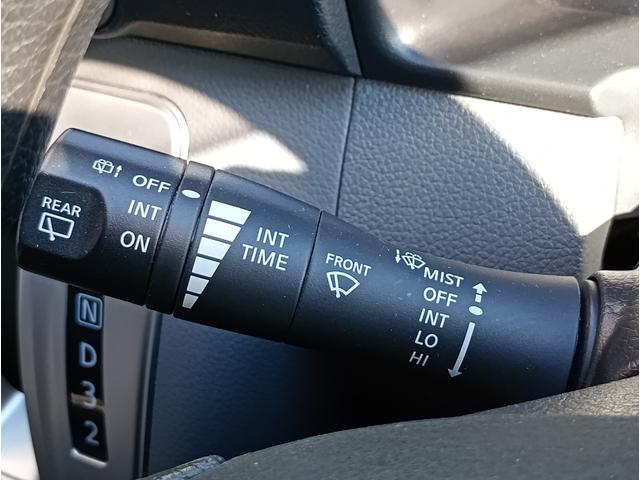 REAR
OFF
INT
ON
INT
TIME
FRONT
MIST
OFF
INT
LO
HI
N
D
3
2